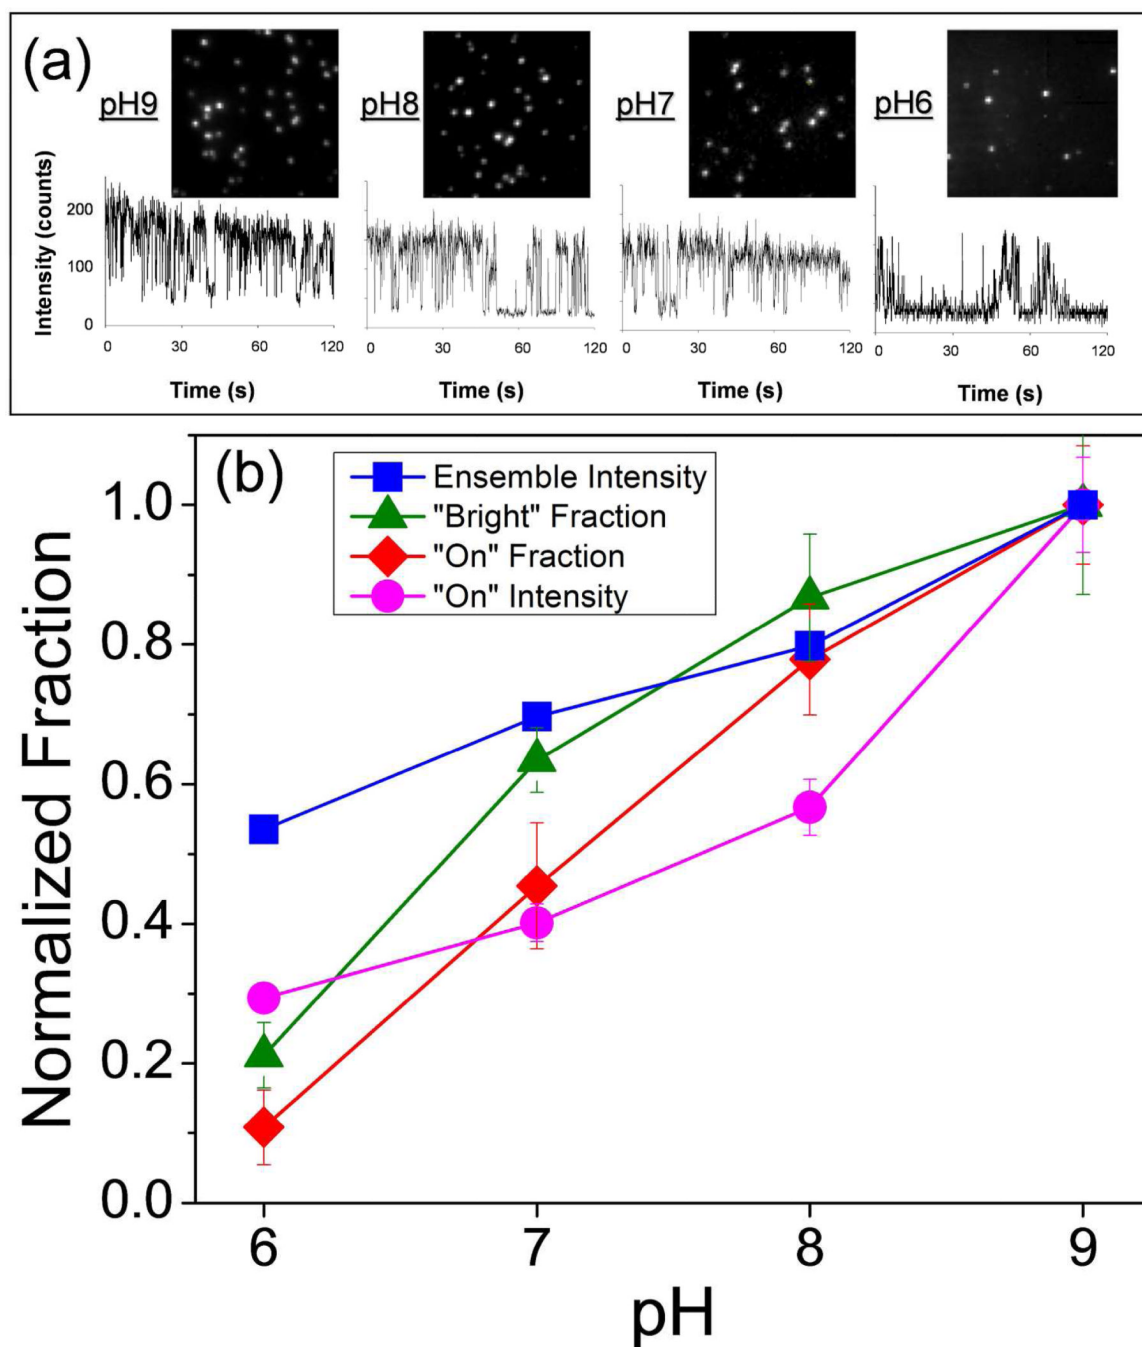 (a)
pH9
pH8
pH7
pH6
Intensity (counts)
200
100
0
0 30 60 120
0 30 60 120
0 30 60 120
0 30 60 120
Time (s)
Time (s)
Time (s)
Time (s)
(b)
Ensemble Intensity
"Bright" Fraction
"On" Fraction
"On" Intensity
Normalized Fraction
1.0
0.8
0.6
0.4
0.2
0.0
6 7 8 9
pH